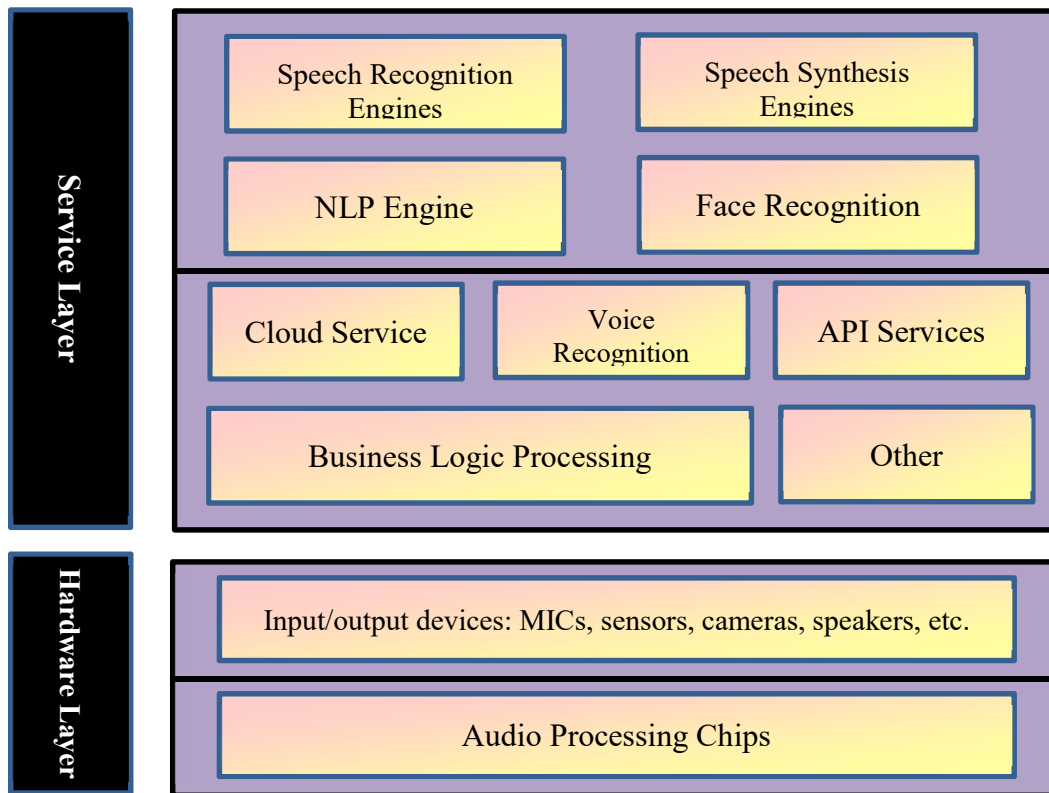 Service Layer
Speech Recognition
Engines
Speech Synthesis
Engines
NLP Engine
Face Recognition
Cloud Service
Voice
Recognition
API Services
Business Logic Processing
Other
Hardware Layer
Input/output devices: MICs, sensors, cameras, speakers, etc.
Audio Processing Chips